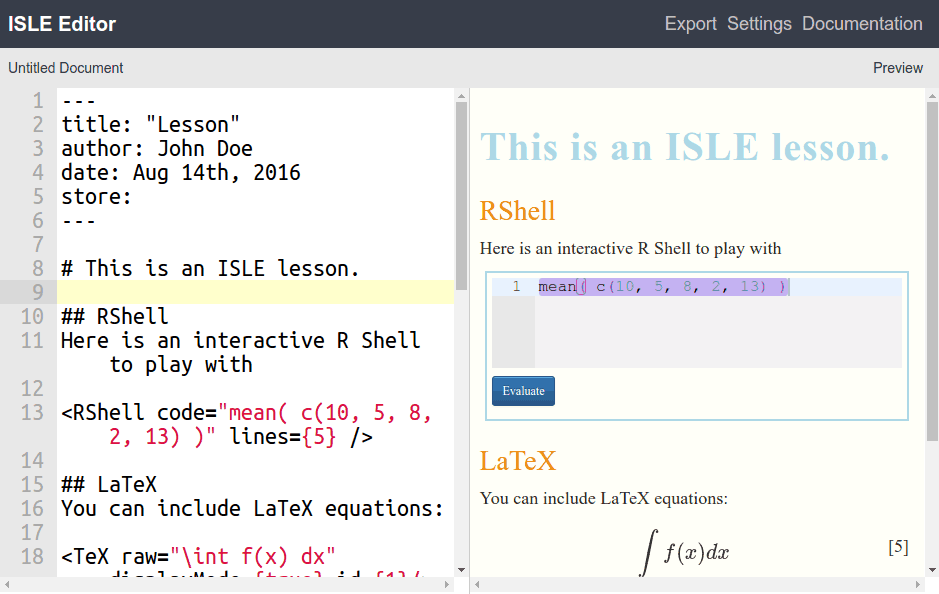 ISLE Editor
Export Settings Documentation
Untitled Document
Preview
1 ---
2 title: "Lesson"
3 author: John Doe
4 date: Aug 14th, 2016
5 store:
6 ---
7
8 # This is an ISLE lesson.
9
10 ## RShell
11 Here is an interactive R Shell
to play with
12
13 <RShell code="mean( c(10, 5, 8,
2, 13) )" lines={5} />
14
15 ## LaTeX
16 You can include LaTeX equations:
17
18 <TeX raw="\int f(x) dx"
displayMode={true} id={1}/
This is an ISLE lesson.
RShell
Here is an interactive R Shell to play with
1 mean( c(10, 5, 8, 2, 13) )
Evaluate
LaTeX
You can include LaTeX equations:
∫ f(x)dx [5]